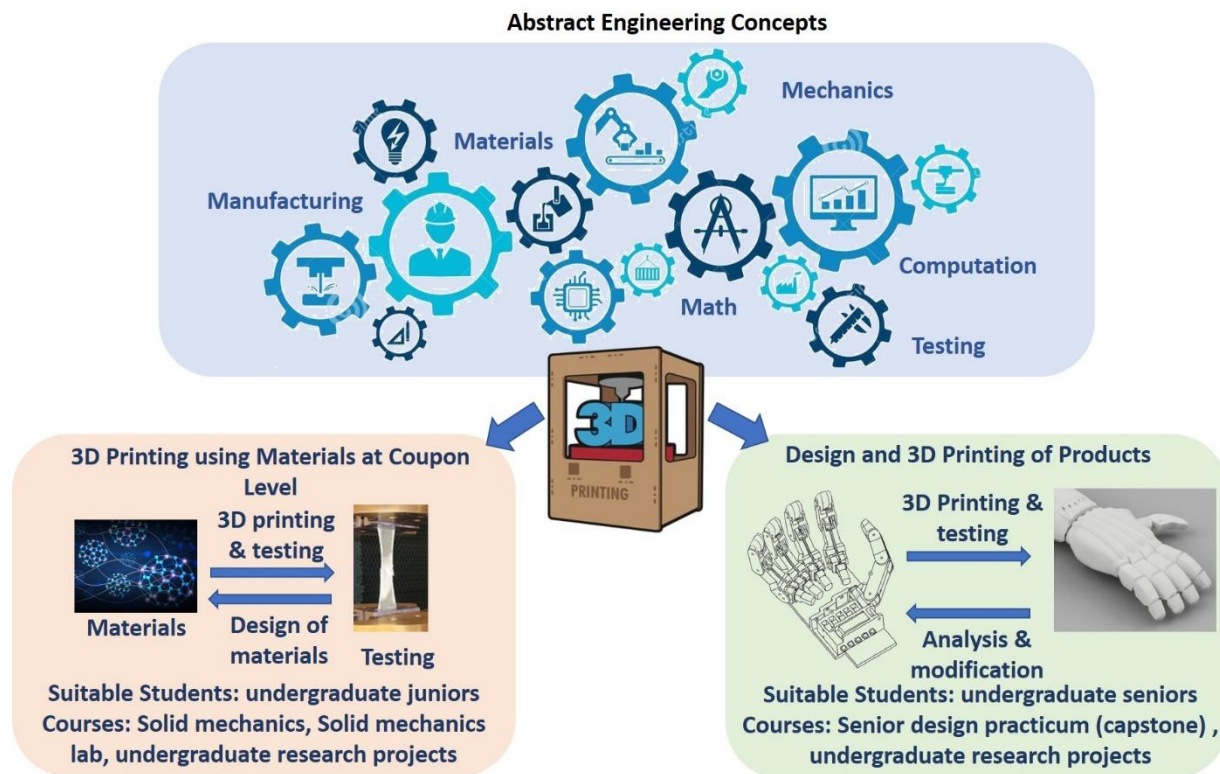 Abstract Engineering Concepts
Mechanics
Materials
Manufacturing
Computation
Math
Testing
3D
PRINTING
3D Printing using Materials at Coupon
Level
3D printing
& testing
Materials
Design of
materials
Testing
Suitable Students: undergraduate juniors
Courses: Solid mechanics, Solid mechanics
lab, undergraduate research projects
Design and 3D Printing of Products
3D Printing &
testing
Analysis &
modification
Suitable Students: undergraduate seniors
Courses: Senior design practicum (capstone) ,
undergraduate research projects